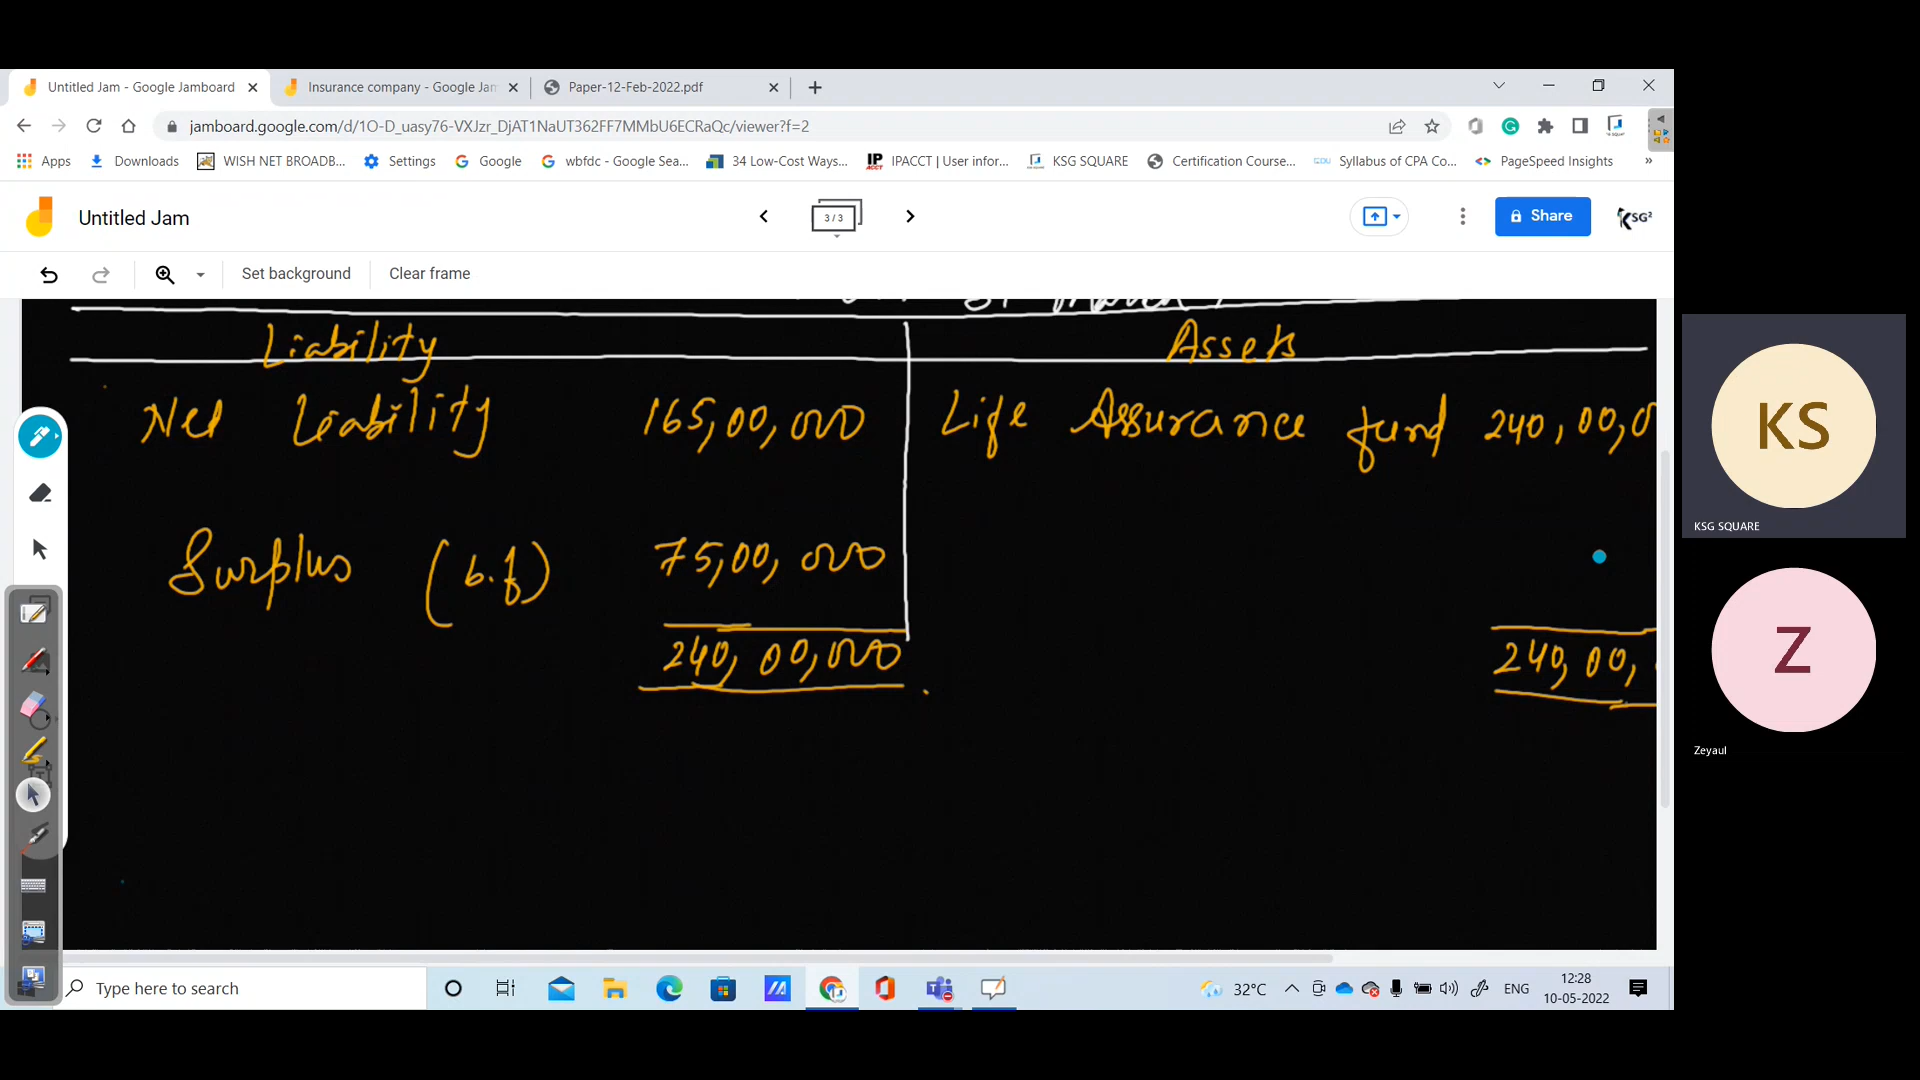 Untitled Jam - Google Jamboard
Insurance company - Google Jam
Paper-12-Feb-2022.pdf
jamboard.google.com/d/1O-D_uasy76-VXJzr_DjAT1NaUT362FF7MMbU6ECRaQc/viewer?f=2
Apps Downloads WISH NET BROADB... Settings Google wbfdc - Google Sea... 34 Low-Cost Ways... IPACCT | User infor... KSG SQUARE Certification Course... Syllabus of CPA Co... PageSpeed Insights »
Untitled Jam
3 / 3
Share
KSG²
Set background Clear frame
Liability Assets
Net Liability 165,00,000 Life Assurance fund 240,00,0
Surplus (b.f) 75,00,000
240,00,000 240,00,
KS
KSG SQUARE
Z
Zeyaul
Type here to search
32°C
ENG
12:28
10-05-2022